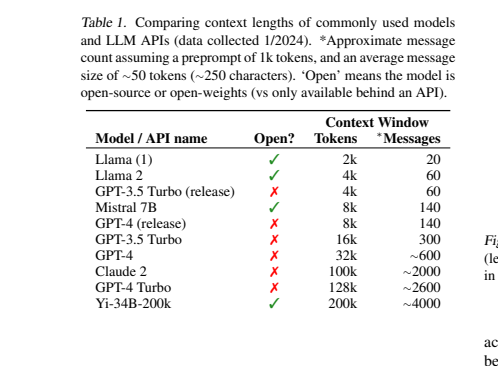 Table 1. Comparing context lengths of commonly used models
and LLM APIs (data collected 1/2024). *Approximate message
count assuming a preprompt of 1k tokens, and an average message
size of ~50 tokens (~250 characters). ‘Open’ means the model is
open-source or open-weights (vs only available behind an API).
Context Window
Model / API name Open? Tokens *Messages
Llama (1) ✓ 2k 20
Llama 2 ✓ 4k 60
GPT-3.5 Turbo (release) ✗ 4k 60
Mistral 7B ✓ 8k 140
GPT-4 (release) ✗ 8k 140
GPT-3.5 Turbo ✗ 16k 300
GPT-4 ✗ 32k ~600
Claude 2 ✗ 100k ~2000
GPT-4 Turbo ✗ 128k ~2600
Yi-34B-200k ✓ 200k ~4000
Fig
(le
in
ac
be